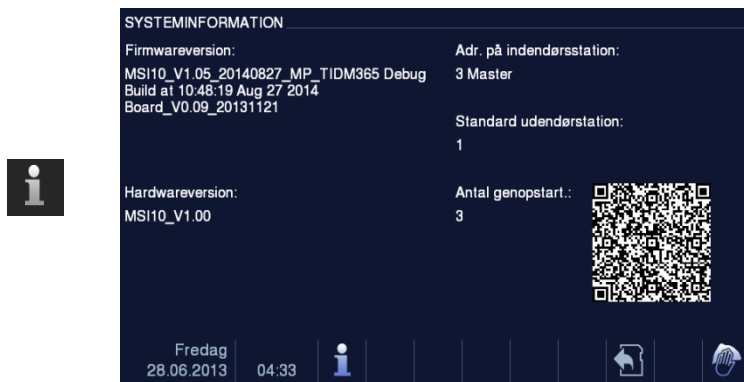 SYSTEMINFORMATION
Firmwareversion:
MSI10_V1.05_20140827_MP_TIDM365 Debug
Build at 10:48:19 Aug 27 2014
Board_V0.09_20131121
Adr. på indendørsstation:
3 Master
Standard udendørstation:
1
Hardwareversion:
MSI10_V1.00
Antal genopstart.:
3
Fredag
28.06.2013
04:33